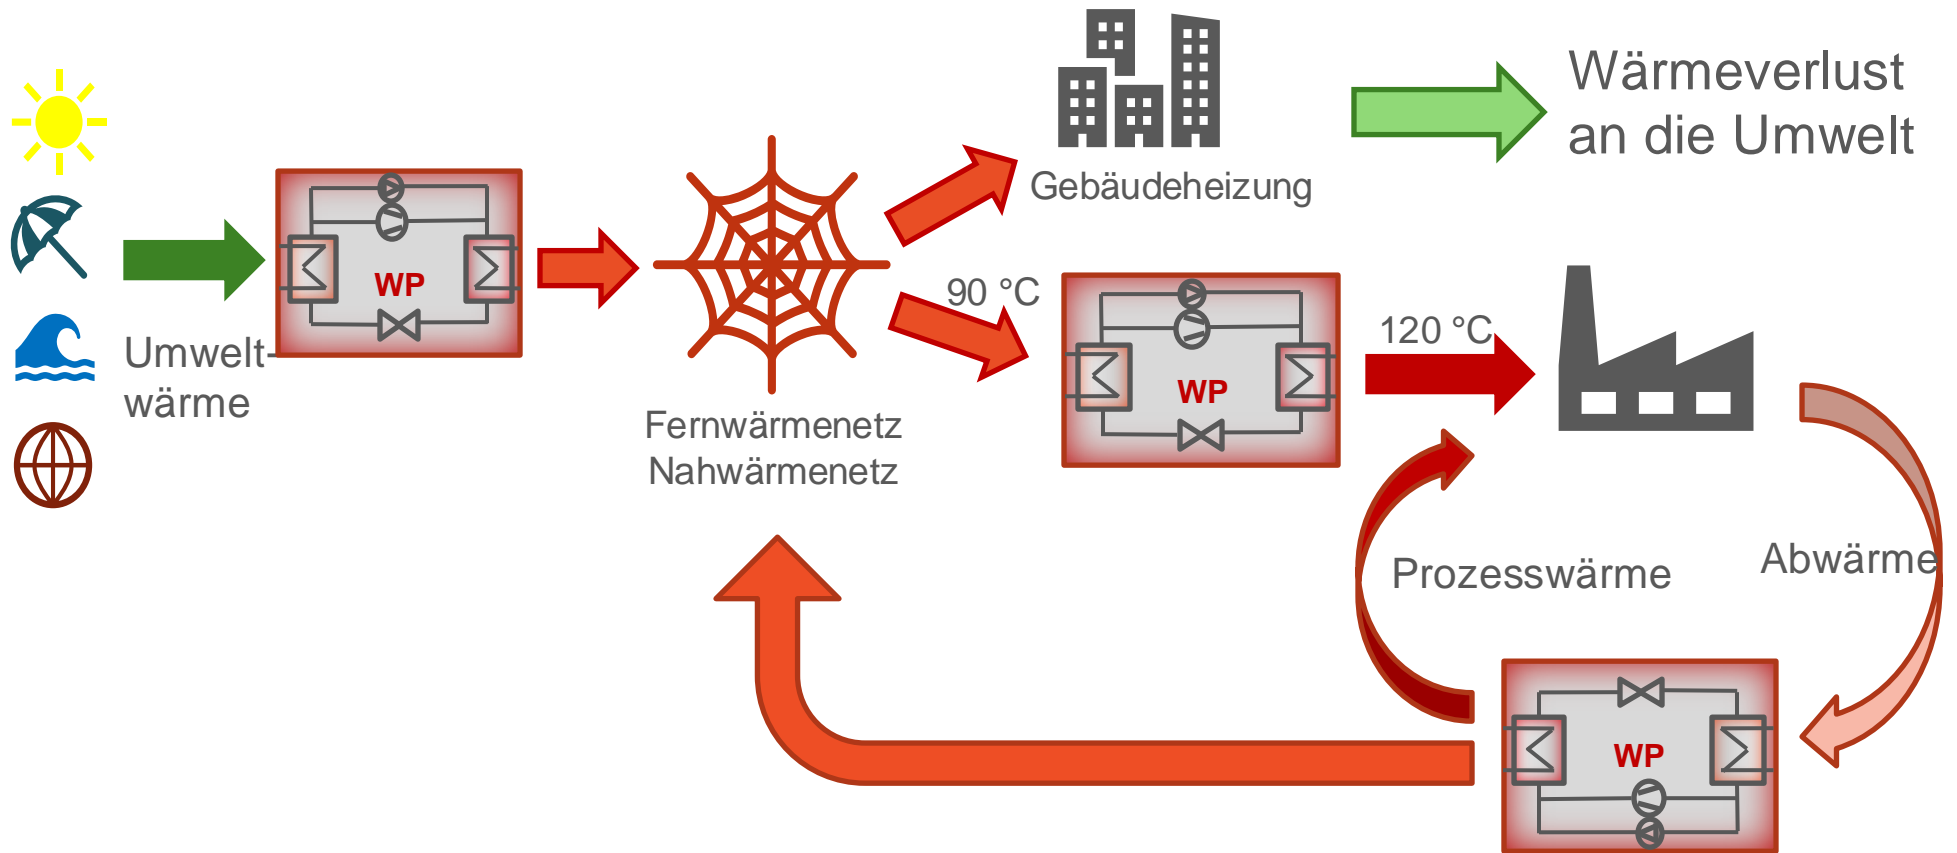 Wärmeverlust
an die Umwelt
Gebäudeheizung
WP
Umwelt-
wärme
90 °C
WP
120 °C
Fernwärmenetz
Nahwärmenetz
Prozesswärme
Abwärme
WP